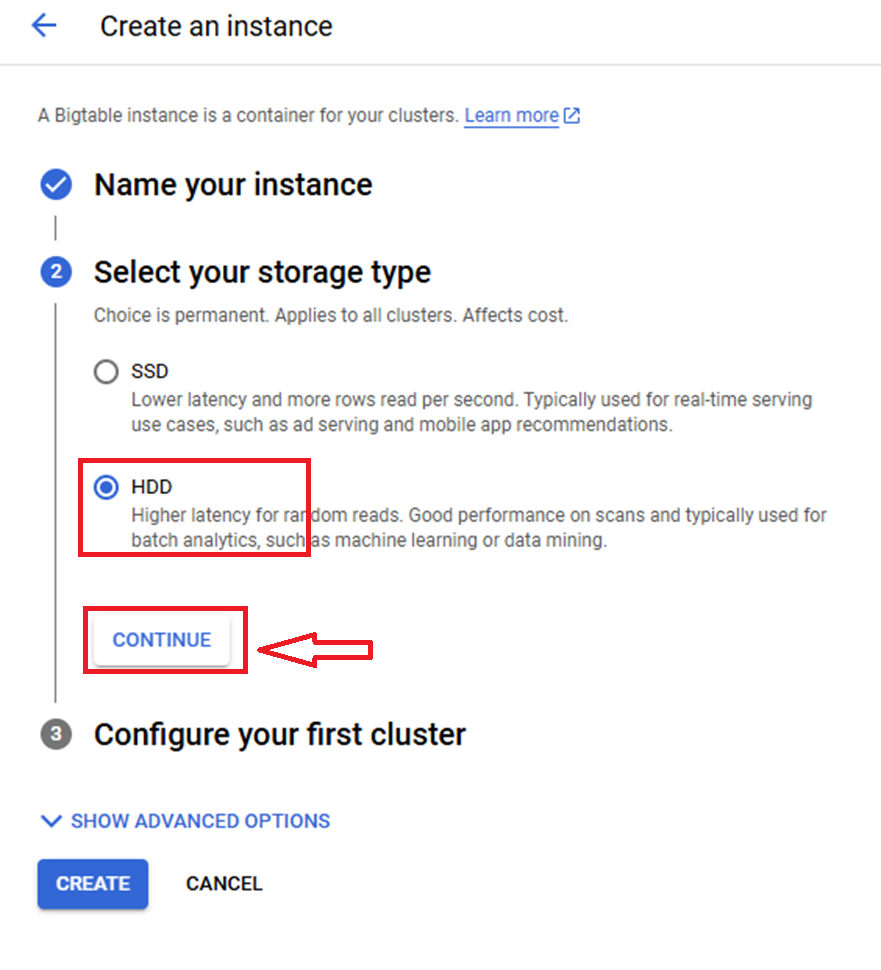 Create an instance
A Bigtable instance is a container for your clusters. Learn more
Name your instance
2 Select your storage type
Choice is permanent. Applies to all clusters. Affects cost.
SSD
Lower latency and more rows read per second. Typically used for real-time serving
use cases, such as ad serving and mobile app recommendations.
HDD
Higher latency for random reads. Good performance on scans and typically used for
batch analytics, such as machine learning or data mining.
CONTINUE
3 Configure your first cluster
SHOW ADVANCED OPTIONS
CREATE CANCEL